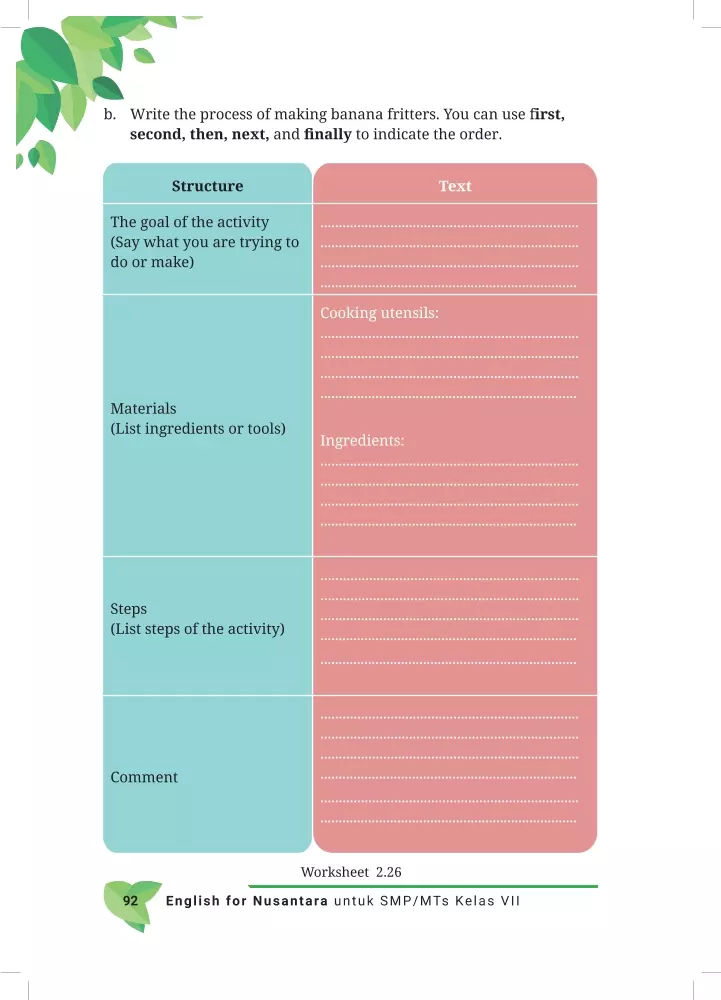 b. Write the process of making banana fritters. You can use first,
second, then, next, and finally to indicate the order.
Structure
Text
The goal of the activity
(Say what you are trying to
do or make)
Cooking utensils:
Materials
(List ingredients or tools)
Ingredients:
Steps
(List steps of the activity)
Comment
Worksheet 2.26
92 English for Nusantara untuk SMP/MTs Kelas VII